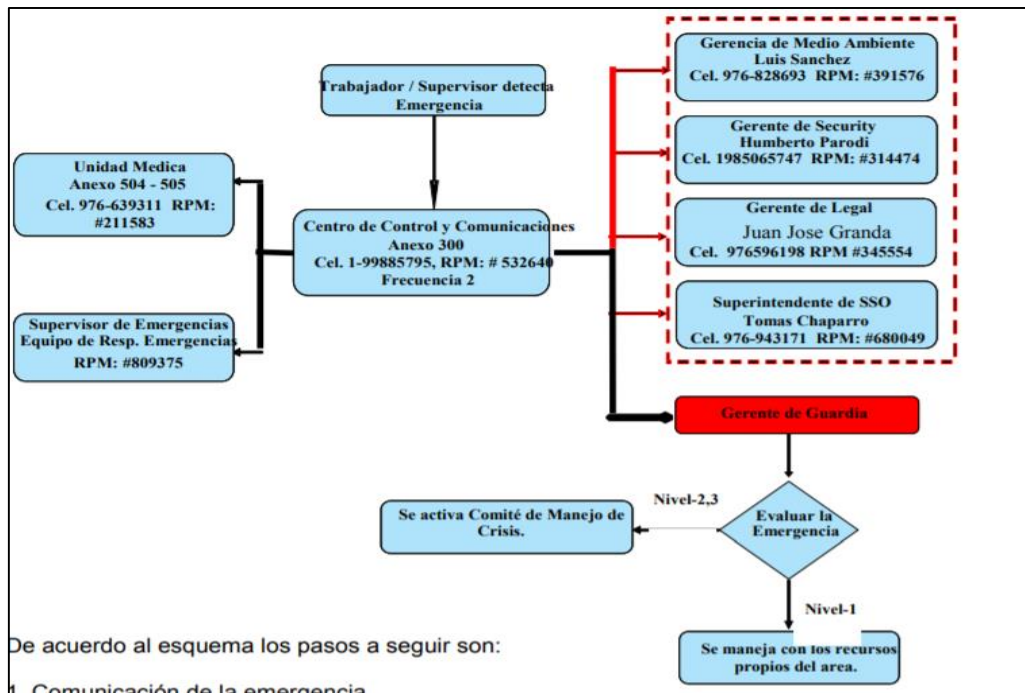 Trabajador / Supervisor detecta
Emergencia
Gerencia de Medio Ambiente
Luis Sanchez
Cel. 976-828693 RPM: #391576
Gerente de Security
Humberto Parodi
Cel. 1985065747 RPM: #314474
Gerente de Legal
Juan Jose Granda
Cel. 976596198 RPM #345554
Superintendente de SSO
Tomas Chaparro
Cel. 976-943171 RPM: #680049
Unidad Medica
Anexo 504 - 505
Cel. 976-639311 RPM:
#211583
Centro de Control y Comunicaciones
Anexo 300
Cel. 1-99885795, RPM: # 532640
Frecuencia 2
Supervisor de Emergencias
Equipo de Resp. Emergencias
RPM: #809375
Gerente de Guardia
Nivel-2,3
Evaluar la
Emergencia
Se activa Comité de Manejo de
Crisis.
Nivel-1
Se maneja con los recursos
propios del area.
De acuerdo al esquema los pasos a seguir son:
1. Comunicación de la emergencia